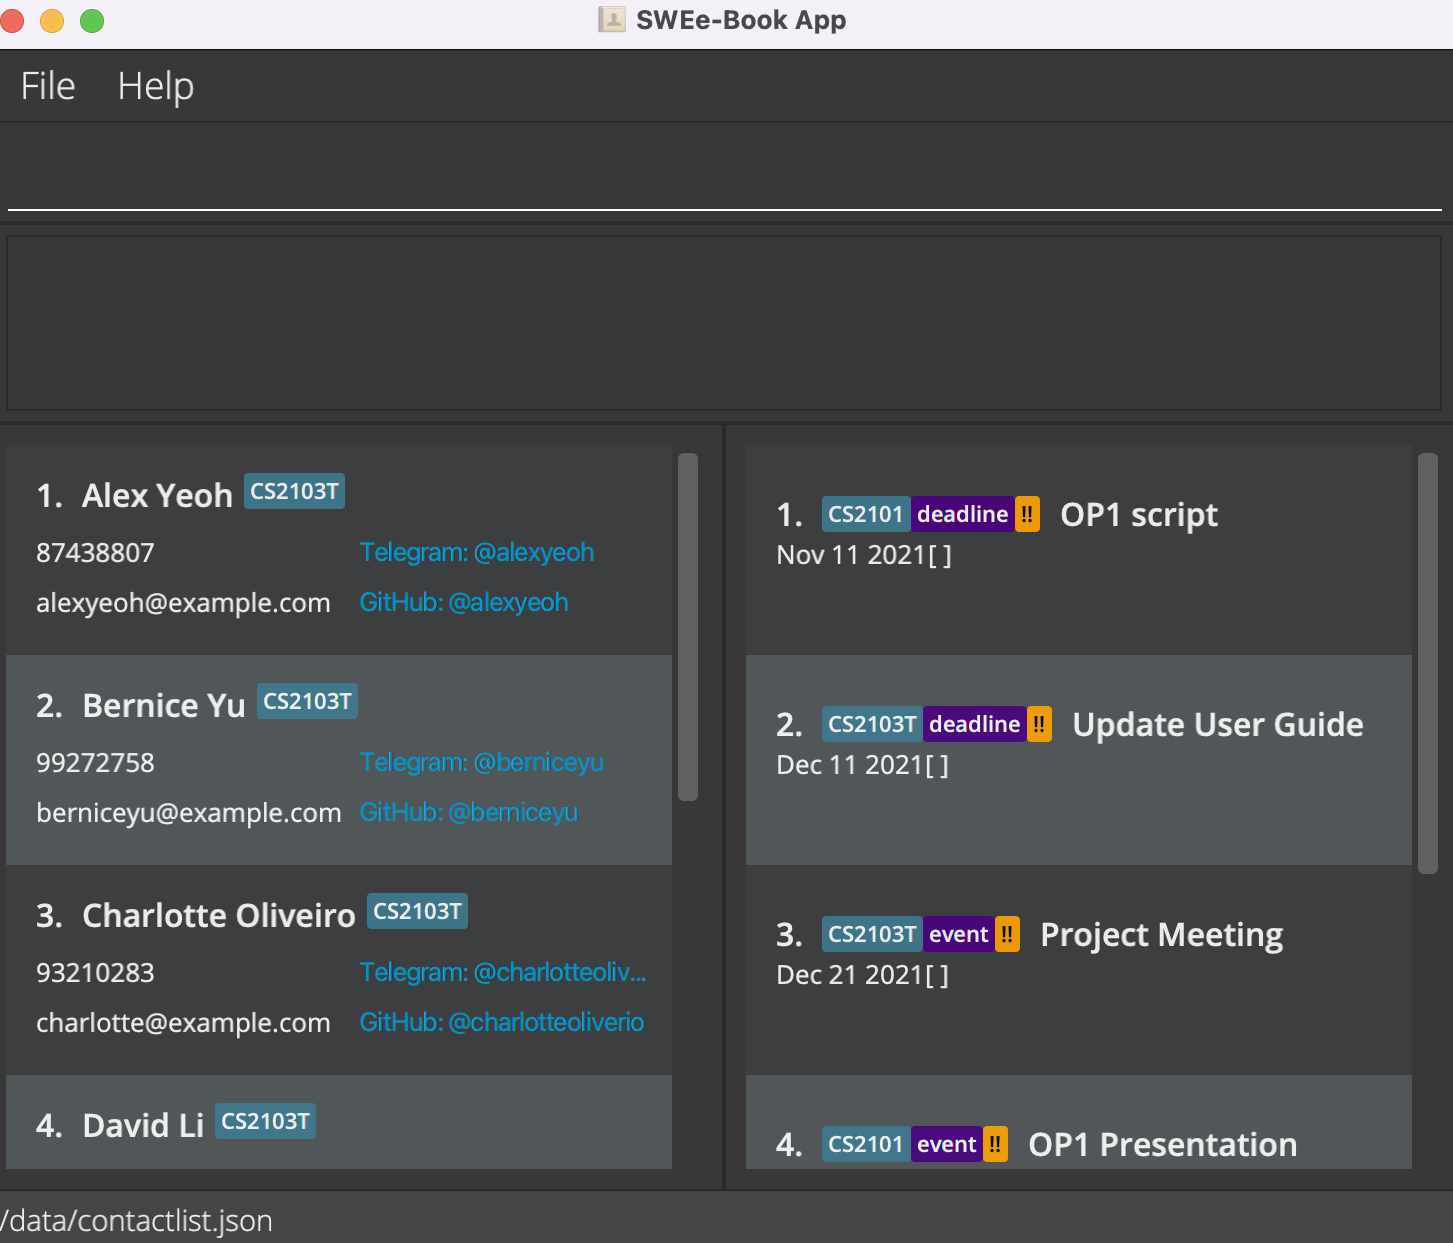 SWEe-Book App
File Help
1. Alex Yeoh CS2103T
87438807 Telegram: @alexyeoh
alexyeoh@example.com GitHub: @alexyeoh
2. Bernice Yu CS2103T
99272758 Telegram: @berniceyu
berniceyu@example.com GitHub: @berniceyu
3. Charlotte Oliveiro CS2103T
93210283 Telegram: @charlotteoliv...
charlotte@example.com GitHub: @charlotteoliverio
4. David Li CS2103T
1. CS2101 deadline !! OP1 script
Nov 11 2021[ ]
2. CS2103T deadline !! Update User Guide
Dec 11 2021[ ]
3. CS2103T event !! Project Meeting
Dec 21 2021[ ]
4. CS2101 event !! OP1 Presentation
/data/contactlist.json